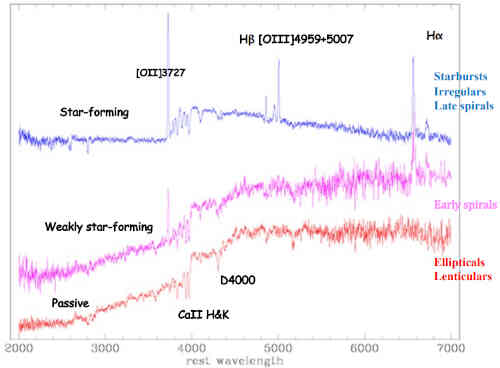 Hβ [OIII]4959+5007
Hα
[OII]3727
Starbursts
Irregulars
Late spirals
Star-forming
Early spirals
Weakly star-forming
Ellipticals
Lenticulars
D4000
Passive
CaII H&K
2000 3000 4000 5000 6000 7000
rest wavelength